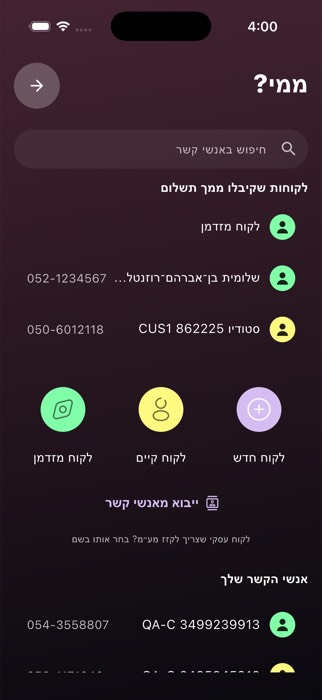 4:00
ממי?
חיפוש באנשי קשר
לקוחות שקיבלו ממך תשלום
לקוח מזדמן
שלומית בן־אברהם־רוזנטל... 052-1234567
סטודיו CUS1 862225 050-6012118
לקוח חדש
לקוח קיים
לקוח מזדמן
ייבוא מאנשי קשר
לקוח עסקי שצריך לקזז מע״מ? בחר אותו בשם
אנשי הקשר שלך
QA-C 3499239913 054-3558807